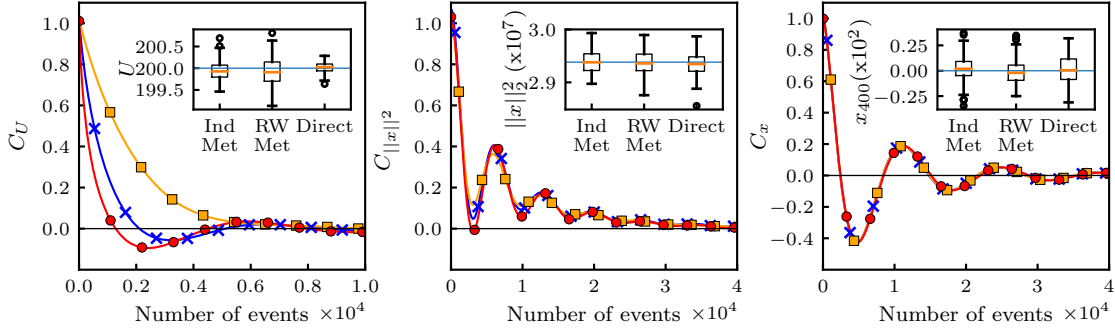 1.0
0.8
0.6
0.4
0.2
0.0
C_U
0.0 0.2 0.4 0.6 0.8 1.0
Number of events ×10^4
200.5
200.0
199.5
U
Ind Met
RW Met
Direct
1.0
0.8
0.6
0.4
0.2
0.0
C_{||x||^2}
0 1 2 3 4
Number of events ×10^4
3.0
2.9
||x||_2^2 (x10^7)
Ind Met
RW Met
Direct
1.0
0.8
0.6
0.4
0.2
0.0
−0.2
−0.4
C_x
0 1 2 3 4
Number of events ×10^4
0.25
0.00
−0.25
x_{400}(x10^2)
Ind Met
RW Met
Direct